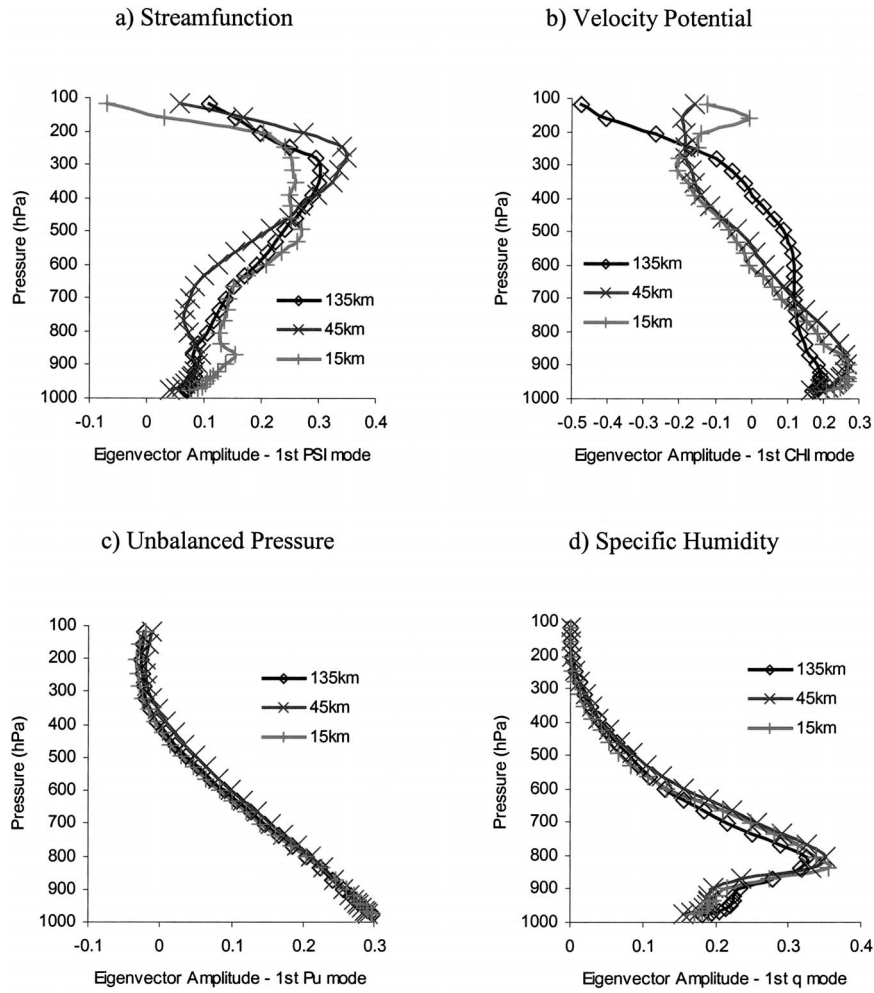 a) Streamfunction
100
200
300
400
500
600
700
800
900
1000
Pressure (hPa)
-0.1
0
0.1
0.2
0.3
0.4
135km
45km
15km
Eigenvector Amplitude - 1st PSI mode
b) Velocity Potential
100
200
300
400
500
600
700
800
900
1000
Pressure (hPa)
-0.5
-0.4
-0.3
-0.2
-0.1
0
0.1
0.2
0.3
135km
45km
15km
Eigenvector Amplitude - 1st CHI mode
c) Unbalanced Pressure
100
200
300
400
500
600
700
800
900
1000
Pressure (hPa)
-0.1
0
0.1
0.2
0.3
135km
45km
15km
Eigenvector Amplitude - 1st Pu mode
d) Specific Humidity
100
200
300
400
500
600
700
800
900
1000
Pressure (hPa)
0
0.1
0.2
0.3
0.4
135km
45km
15km
Eigenvector Amplitude - 1st q mode